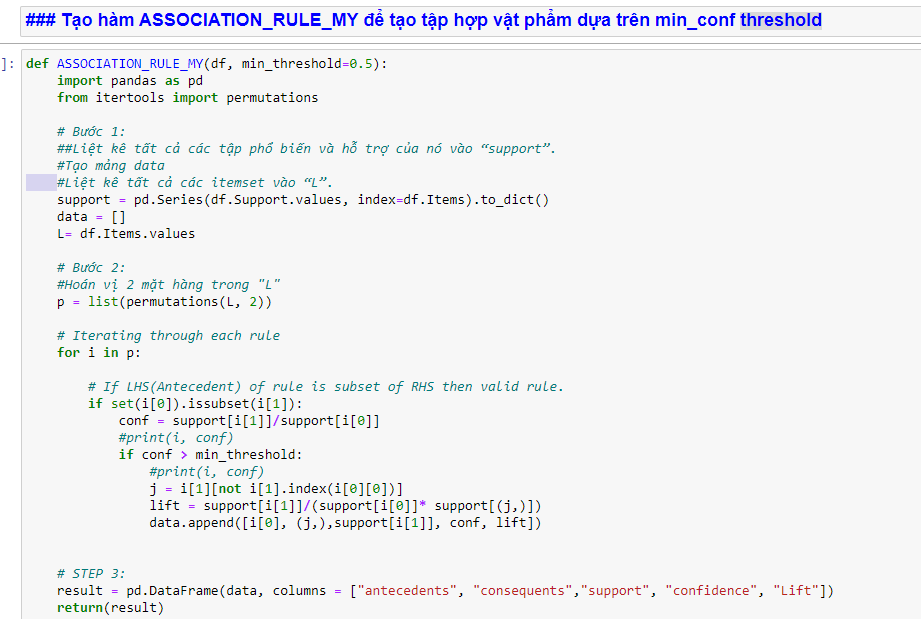 ### Tạo hàm ASSOCIATION_RULE_MY để tạo tập hợp vật phẩm dựa trên min_conf threshold
]: def ASSOCIATION_RULE_MY(df, min_threshold=0.5):
    import pandas as pd
    from itertools import permutations

    # Bước 1:
    ##Liệt kê tất cả các tập phổ biến và hỗ trợ của nó vào “support”.
    #Tạo mảng data
    #Liệt kê tất cả các itemset vào “L”.
    support = pd.Series(df.Support.values, index=df.Items).to_dict()
    data = []
    L= df.Items.values

    # Bước 2:
    #Hoán vị 2 mặt hàng trong "L"
    p = list(permutations(L, 2))

    # Iterating through each rule
    for i in p:

        # If LHS(Antecedent) of rule is subset of RHS then valid rule.
        if set(i[0]).issubset(i[1]):
            conf = support[i[1]]/support[i[0]]
            #print(i, conf)
            if conf > min_threshold:
                #print(i, conf)
                j = i[1][not i[1].index(i[0][0])]
                lift = support[i[1]]/(support[i[0]]* support[(j,)])
                data.append([i[0], (j,),support[i[1]], conf, lift])

    # STEP 3:
    result = pd.DataFrame(data, columns = ["antecedents", "consequents","support", "confidence", "Lift"])
    return(result)